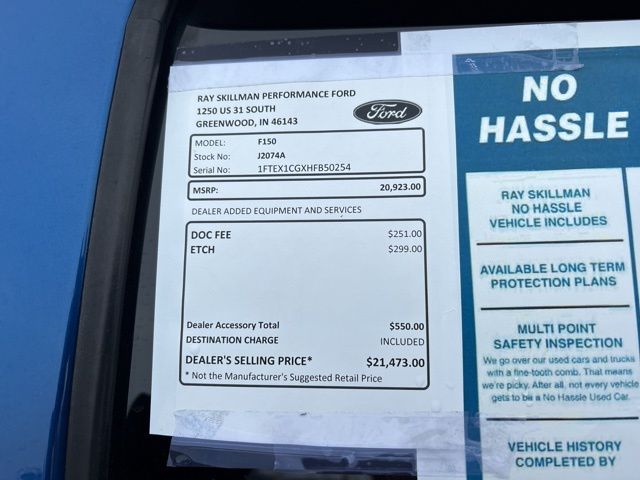 RAY SKILLMAN PERFORMANCE FORD
1250 US 31 SOUTH
GREENWOOD, IN 46143
Ford
MODEL: F150
Stock No: J2074A
Serial No: 1FTEX1CGXHFB50254
MSRP: 20,923.00
DEALER ADDED EQUIPMENT AND SERVICES
DOC FEE $251.00
ETCH $299.00
Dealer Accessory Total $550.00
DESTINATION CHARGE INCLUDED
DEALER'S SELLING PRICE* $21,473.00
* Not the Manufacturer's Suggested Retail Price
NO
HASSLE
RAY SKILLMAN
NO HASSLE
VEHICLE INCLUDES
AVAILABLE LONG TERM
PROTECTION PLANS
MULTI POINT
SAFETY INSPECTION
We go over our used cars and trucks
with a fine-tooth comb. That means
we're picky. After all, not every vehicle
gets to be a No Hassle Used Car.
VEHICLE HISTORY
COMPLETED BY